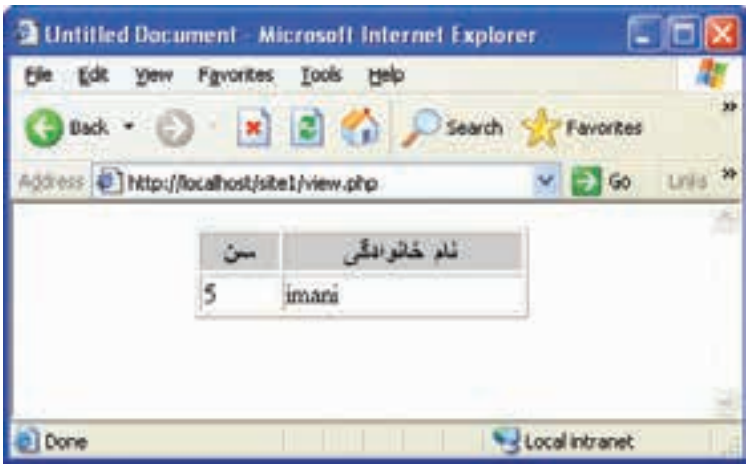 Untitled Document - Microsoft Internet Explorer
File Edit View Favorites Tools Help
Back Search Favorites
Address http://localhost/site1/view.php Go Links
نام خانوادگی سن
imani 5
Done Local intranet